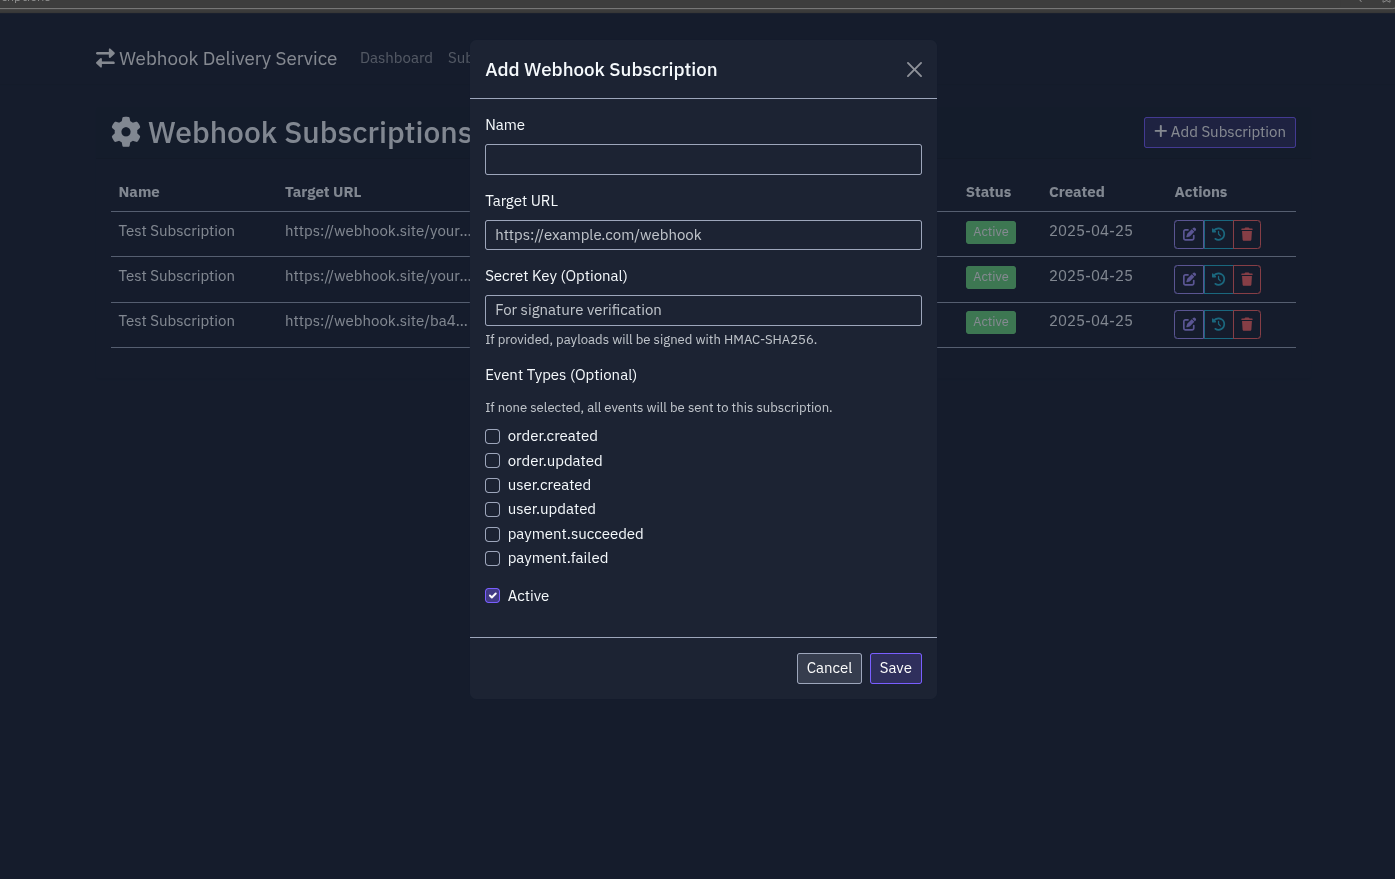 Webhook Delivery Service Dashboard Sub
Add Webhook Subscription
Webhook Subscriptions
Add Subscription
Name
Target URL
https://example.com/webhook
Secret Key (Optional)
For signature verification
If provided, payloads will be signed with HMAC-SHA256.
Event Types (Optional)
If none selected, all events will be sent to this subscription.
order.created
order.updated
user.created
user.updated
payment.succeeded
payment.failed
Active
Cancel Save
Name Target URL Status Created Actions
Test Subscription https://webhook.site/your... Active 2025-04-25
Test Subscription https://webhook.site/your... Active 2025-04-25
Test Subscription https://webhook.site/ba4... Active 2025-04-25